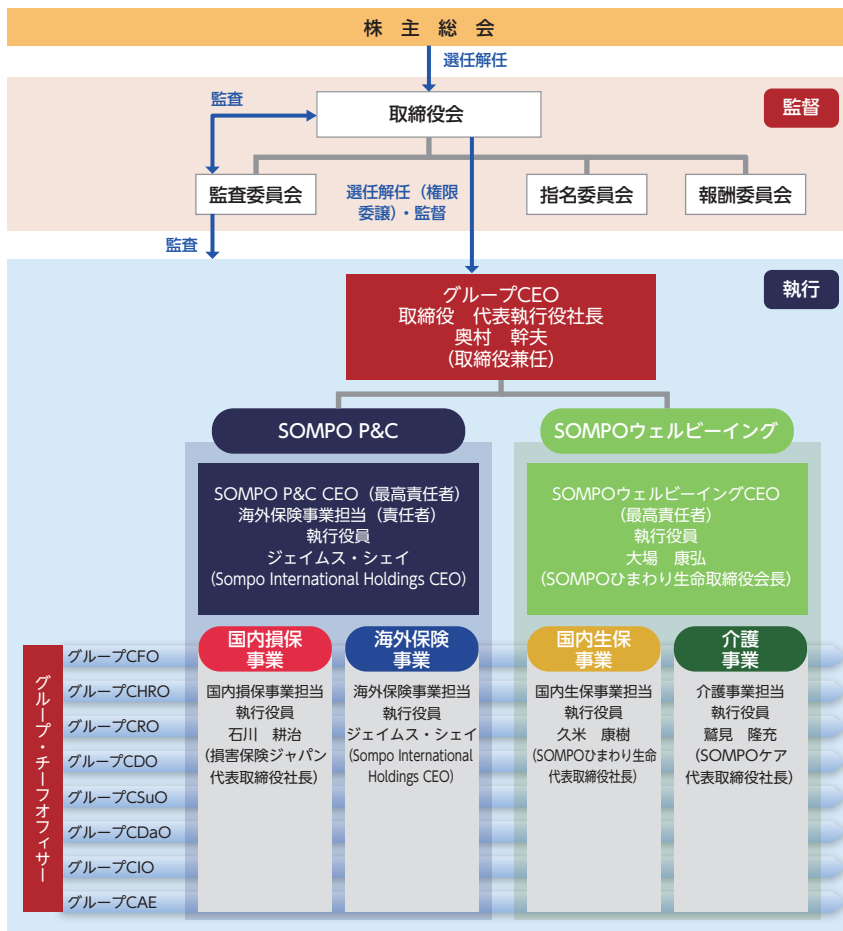 株 主 総 会
選任解任
監督
監査
取締役会
監査委員会
選任解任（権限
委譲）・監督
指名委員会
報酬委員会
監査
執行
グループCEO
取締役　代表執行役社長
奥村　幹夫
（取締役兼任）
SOMPO P&C
SOMPO P&C CEO（最高責任者）
海外保険事業担当（責任者）
執行役員
ジェイムス・シェイ
（Sompo International Holdings CEO）
SOMPOウェルビーイング
SOMPOウェルビーイングCEO
（最高責任者）
執行役員
大場　康弘
（SOMPOひまわり生命取締役会長）
グループ・チーフオフィサー
グループCFO
グループCHRO
グループCRO
グループCDO
グループCSuO
グループCDaO
グループCIO
グループCAE
国内損保
事業
国内損保事業担当
執行役員
石川　耕治
（損害保険ジャパン
代表取締役社長）
海外保険
事業
海外保険事業担当
執行役員
ジェイムス・シェイ
（Sompo International
Holdings CEO）
国内生保
事業
国内生保事業担当
執行役員
久米　康樹
（SOMPOひまわり生命
代表取締役社長）
介護
事業
介護事業担当
執行役員
鷲見　隆充
（SOMPOケア
代表取締役社長）